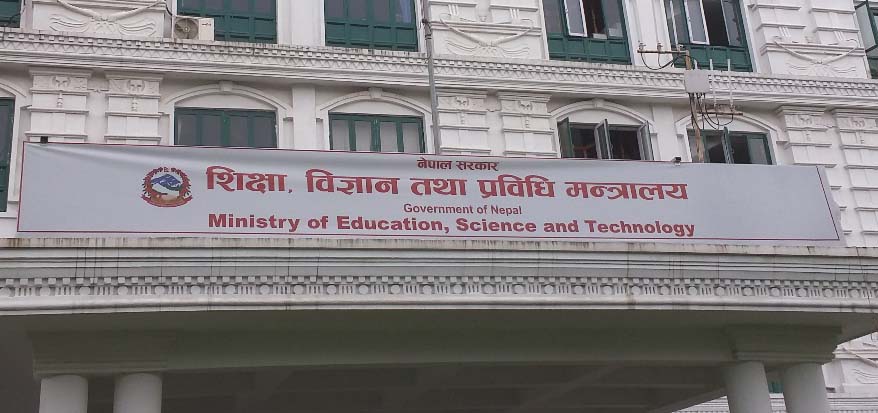 नेपाल सरकार
शिक्षा, विज्ञान तथा प्रविधि मन्त्रालय
Government of Nepal
Ministry of Education, Science and Technology